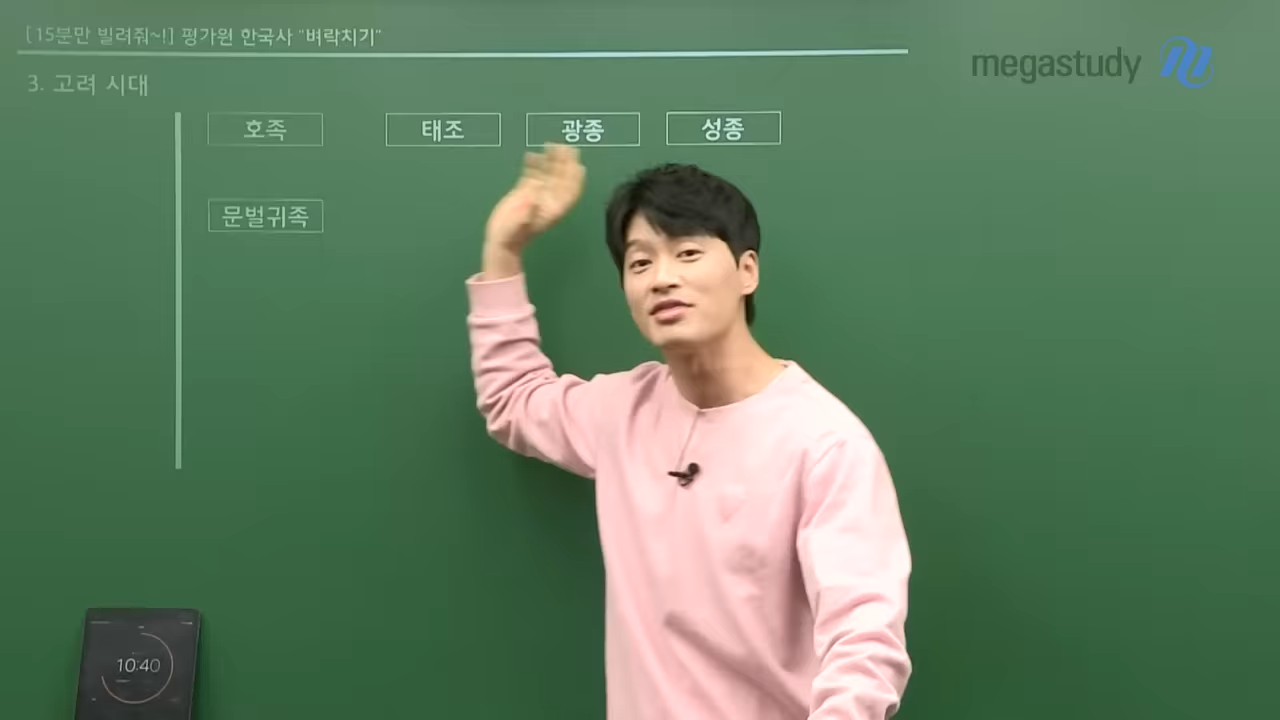 [15분만 빌려줘~!] 평가원 한국사 "벼락치기"
megastudy
3. 고려 시대
호족 태조 광종 성종
문벌귀족
10:40